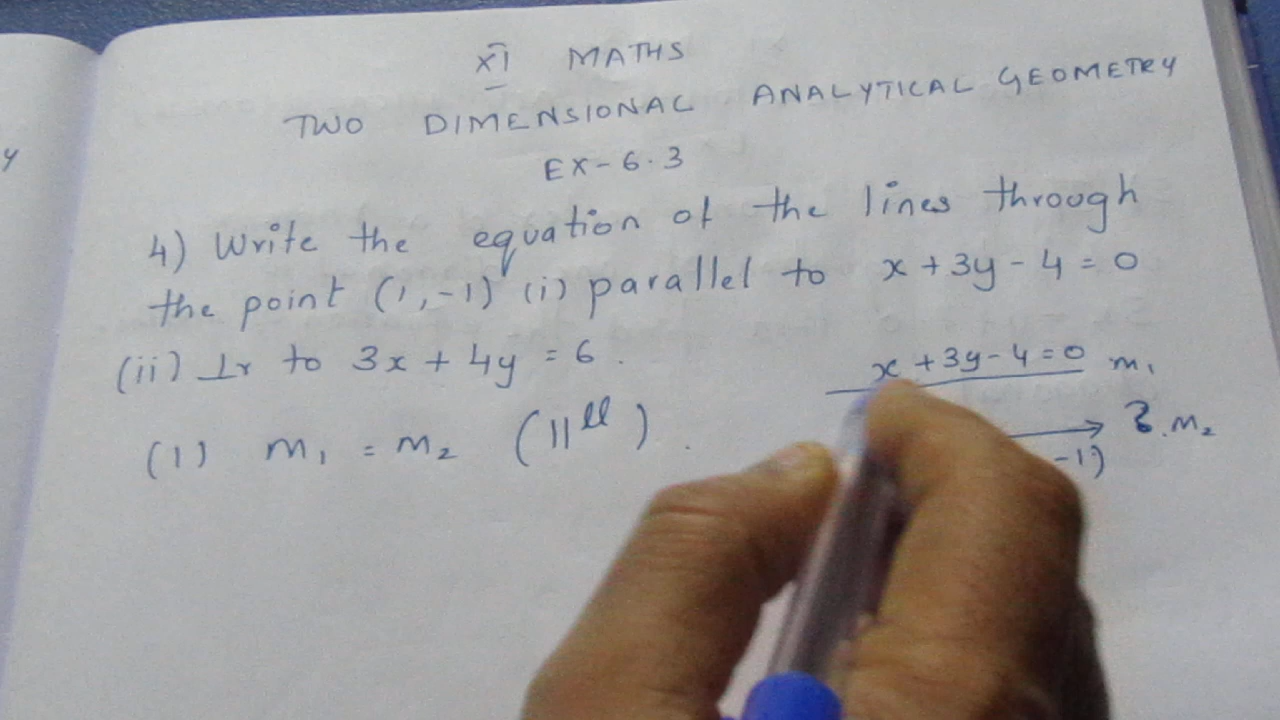 XI MATHS
TWO DIMENSIONAL ANALYTICAL GEOMETRY
EX-6.3
4) Write the equation of the lines through
the point (1,-1) (i) parallel to x+3y-4=0
(ii) ⊥r to 3x+4y=6.
x+3y-4=0 m₁
(1) m₁ = m₂ (||ˡˡ).
?.m₂
-1)
y